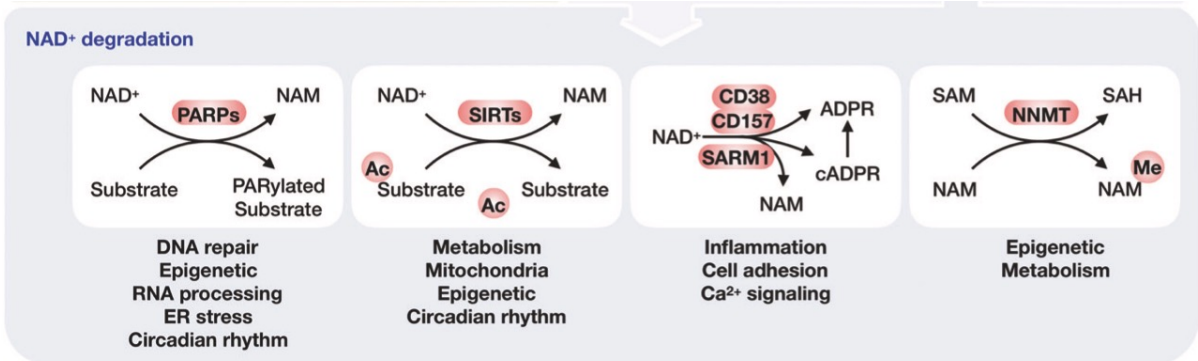 NAD⁺ degradation
NAD⁺
PARPs
NAM
Substrate
PARylated
Substrate
DNA repair
Epigenetic
RNA processing
ER stress
Circadian rhythm
NAD⁺
SIRTs
NAM
Ac
Substrate
Ac
Substrate
Metabolism
Mitochondria
Epigenetic
Circadian rhythm
CD38
CD157
NAD⁺
SARM1
ADPR
cADPR
NAM
Inflammation
Cell adhesion
Ca²⁺ signaling
SAM
NNMT
SAH
NAM
Me
NAM
Epigenetic
Metabolism